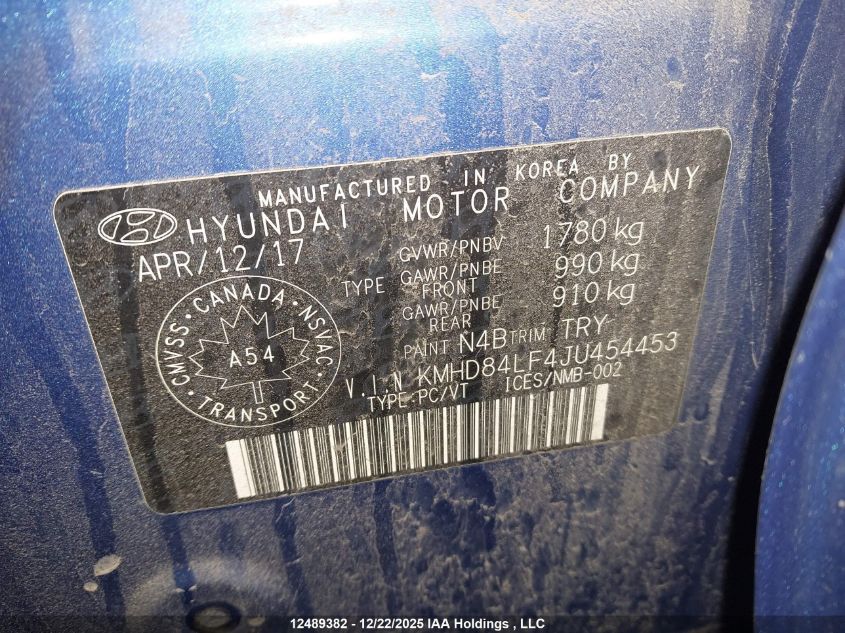 MANUFACTURED IN KOREA BY
HYUNDAI MOTOR COMPANY
APR/12/17
GVWR/PNBV 1780 kg
TYPE GAWR/PNBE FRONT 990 kg
GAWR/PNBE REAR 910 kg
PAINT N4B TRIM TRY
V.I.N KMHD84LF4JU454453
TYPE:PC/VT ICES/NMB-002
CMVSS · CANADA · NSVAC
A54
TRANSPORT
12489382 - 12/22/2025 IAA Holdings , LLC